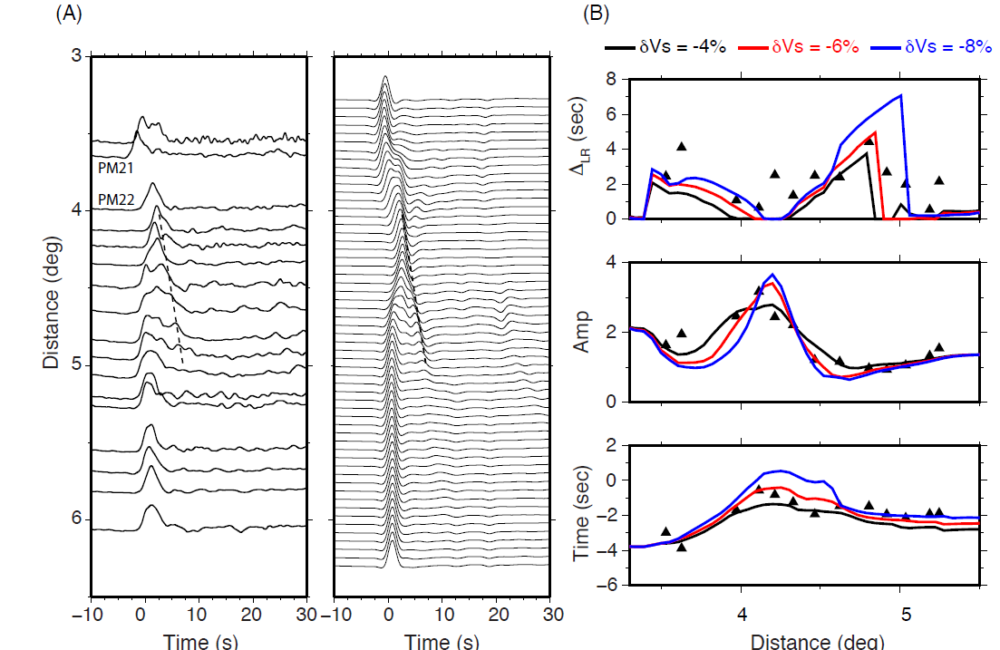 (A)
(B)
δVs = -4% δVs = -6% δVs = -8%
3
4
5
6
Distance (deg)
PM21
PM22
−10 0 10 20 30
Time (s)
−10 0 10 20 30
Time (s)
8
6
4
2
0
ΔLR (sec)
4
2
0
Amp
2
0
−2
−4
−6
Time (sec)
4 5
Distance (deg)